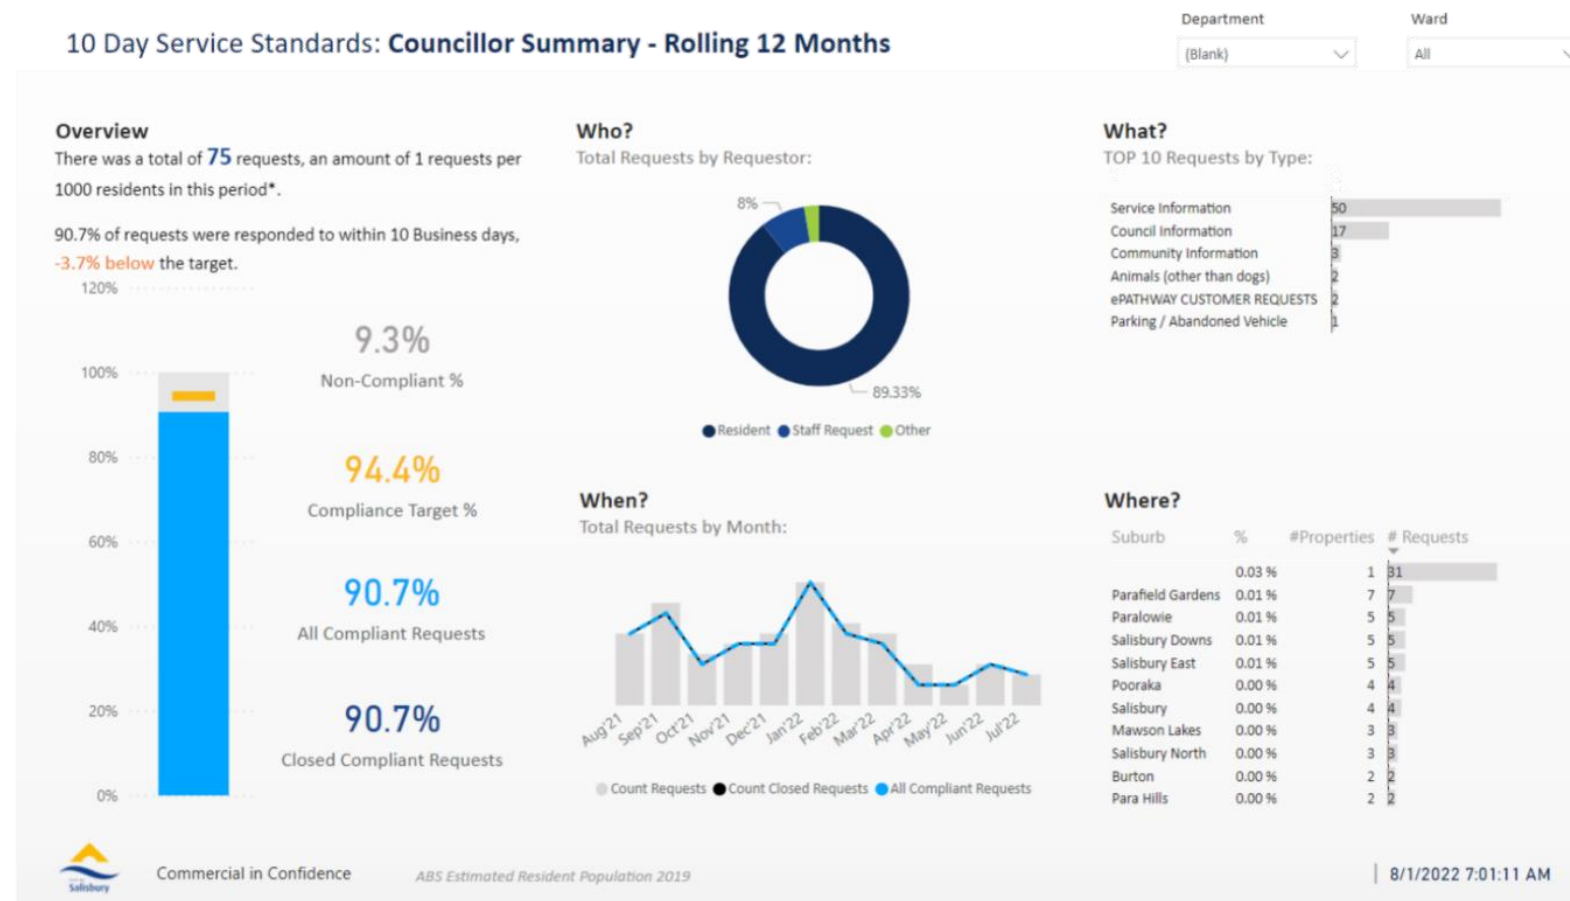 10 Day Service Standards: Councillor Summary - Rolling 12 Months
Department
(Blank)
Ward
All
Overview
There was a total of 75 requests, an amount of 1 requests per
1000 residents in this period*.
90.7% of requests were responded to within 10 Business days,
-3.7% below the target.
120%
100%
80%
60%
40%
20%
0%
9.3%
Non-Compliant %
94.4%
Compliance Target %
90.7%
All Compliant Requests
90.7%
Closed Compliant Requests
Who?
Total Requests by Requestor:
8%
89.33%
Resident Staff Request Other
When?
Total Requests by Month:
Aug'21 Sep'21 Oct'21 Nov'21 Dec'21 Jan'22 Feb'22 Mar'22 Apr'22 May'22 Jun'22 Jul'22
Count Requests Count Closed Requests All Compliant Requests
What?
TOP 10 Requests by Type:
Service Information 50
Council Information 17
Community Information 3
Animals (other than dogs) 2
ePATHWAY CUSTOMER REQUESTS 2
Parking / Abandoned Vehicle 1
Where?
Suburb % #Properties # Requests
0.03 % 1 31
Parafield Gardens 0.01 % 7 7
Paralowie 0.01 % 5 5
Salisbury Downs 0.01 % 5 5
Salisbury East 0.01 % 5 5
Pooraka 0.00 % 4 4
Salisbury 0.00 % 4 4
Mawson Lakes 0.00 % 3 3
Salisbury North 0.00 % 3 3
Burton 0.00 % 2 2
Para Hills 0.00 % 2 2
Salisbury
Commercial in Confidence
ABS Estimated Resident Population 2019
8/1/2022 7:01:11 AM